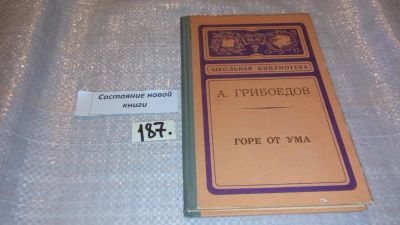 Состояние новой
книги
187.
ШКОЛЬНАЯ БИБЛИОТЕКА
А. ГРИБОЕДОВ
ГОРЕ ОТ УМА